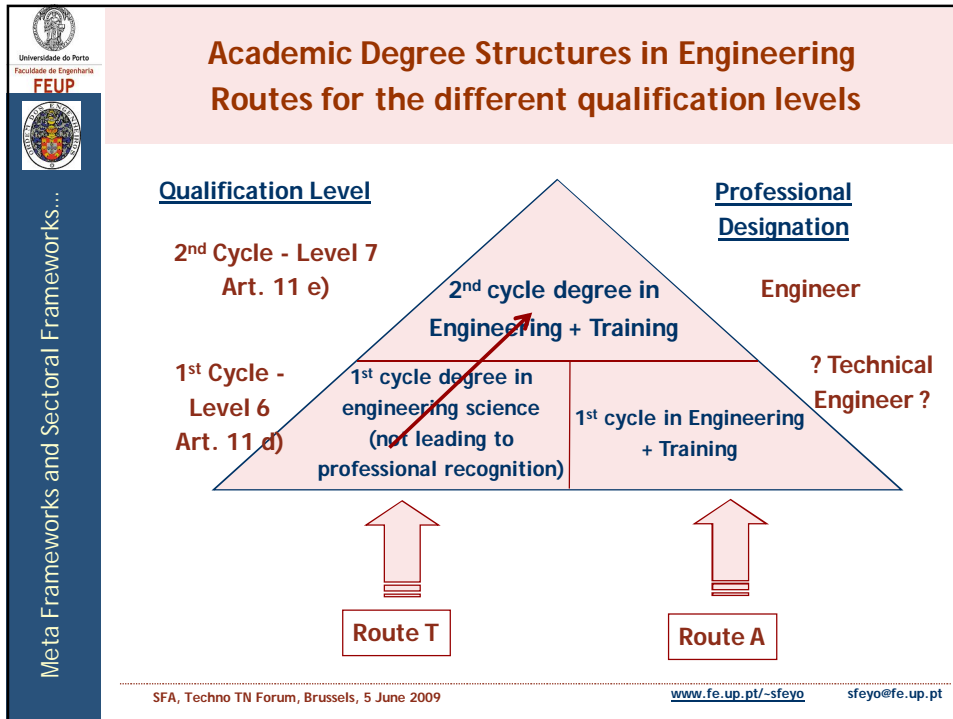 Universidade do Porto
Faculdade de Engenharia
FEUP
Meta Frameworks and Sectoral Frameworks...
Academic Degree Structures in Engineering
Routes for the different qualification levels
Qualification Level
2nd Cycle - Level 7
Art. 11 e)
1st Cycle -
Level 6
Art. 11 d)
2nd cycle degree in
Engineering + Training
1st cycle degree in
engineering science
(not leading to
professional recognition)
1st cycle in Engineering
+ Training
Professional
Designation
Engineer
? Technical
Engineer ?
Route T
Route A
SFA, Techno TN Forum, Brussels, 5 June 2009
www.fe.up.pt/~sfeyo
sfeyo@fe.up.pt